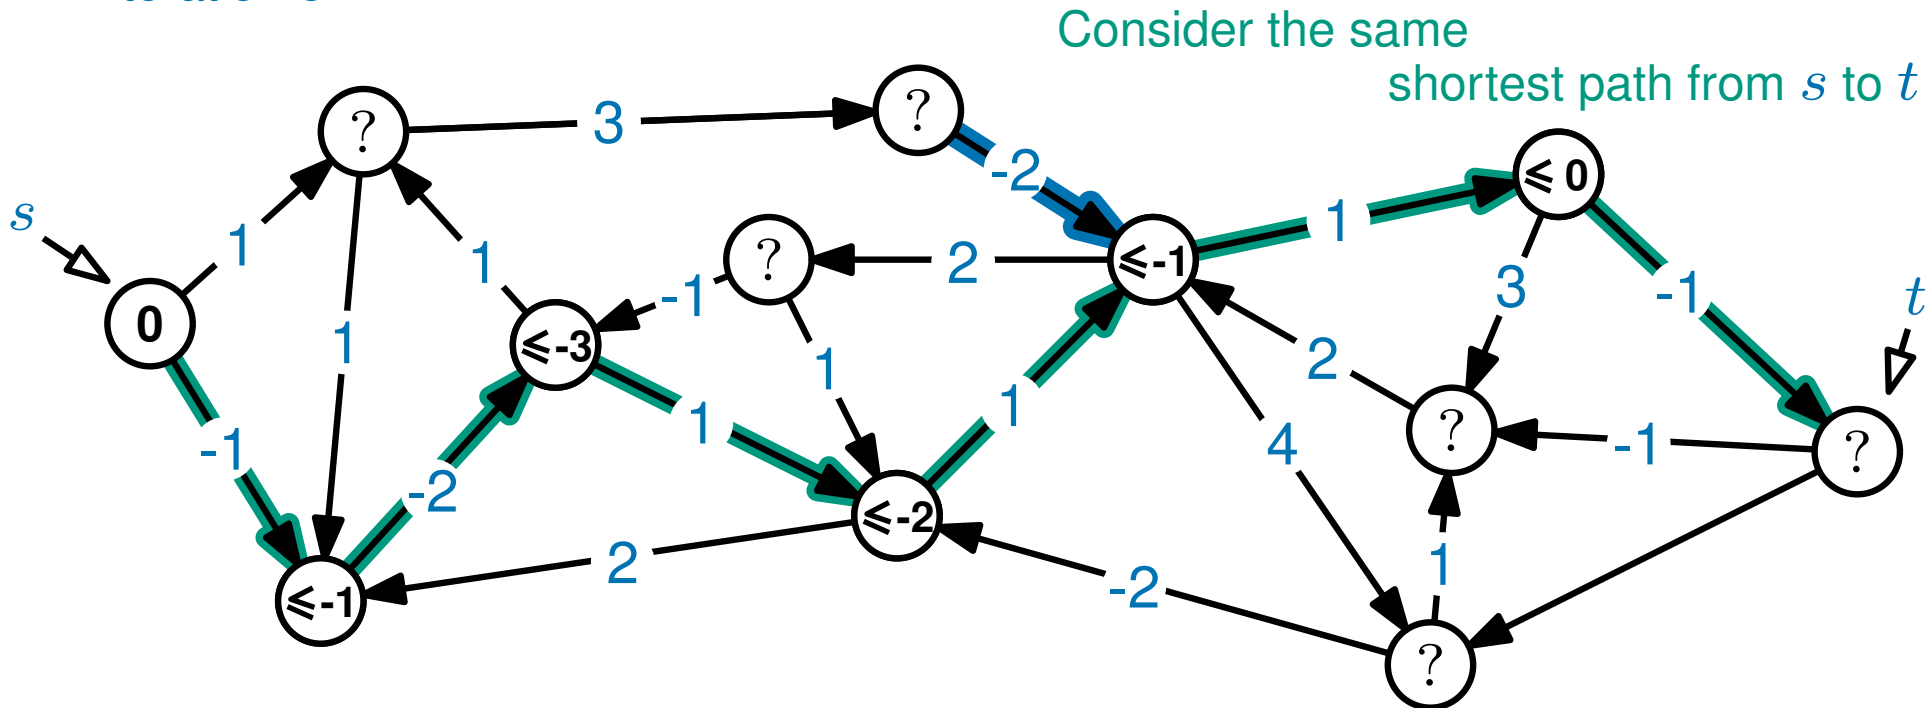 Consider the same
shortest path from s to t
? 3 ? -2
s 1 1 ≤ 0
? 2 ≤-1 1
0 1 -1 3 -1 t
1 ≤-3 1 2
-1 1 1 4 ? -1 ?
-2
≤-2
2 -2 1
≤-1
?